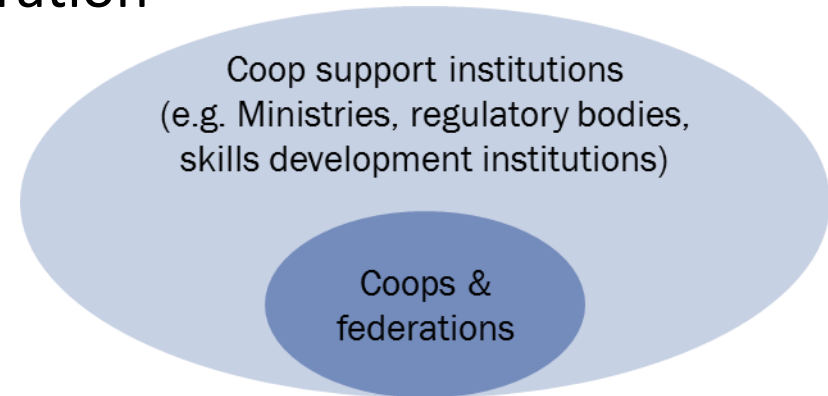 Coop support institutions
(e.g. Ministries, regulatory bodies,
skills development institutions)
Coops &
federations